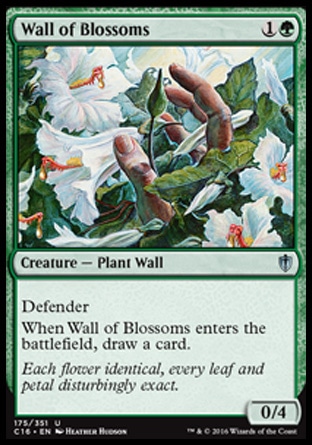 Wall of Blossoms 1
Creature — Plant Wall
Defender
When Wall of Blossoms enters the
battlefield, draw a card.
Each flower identical, every leaf and
petal disturbingly exact.
0/4
175/351 U
C16 • EN Heather Hudson ™ & © 2016 Wizards of the Coast